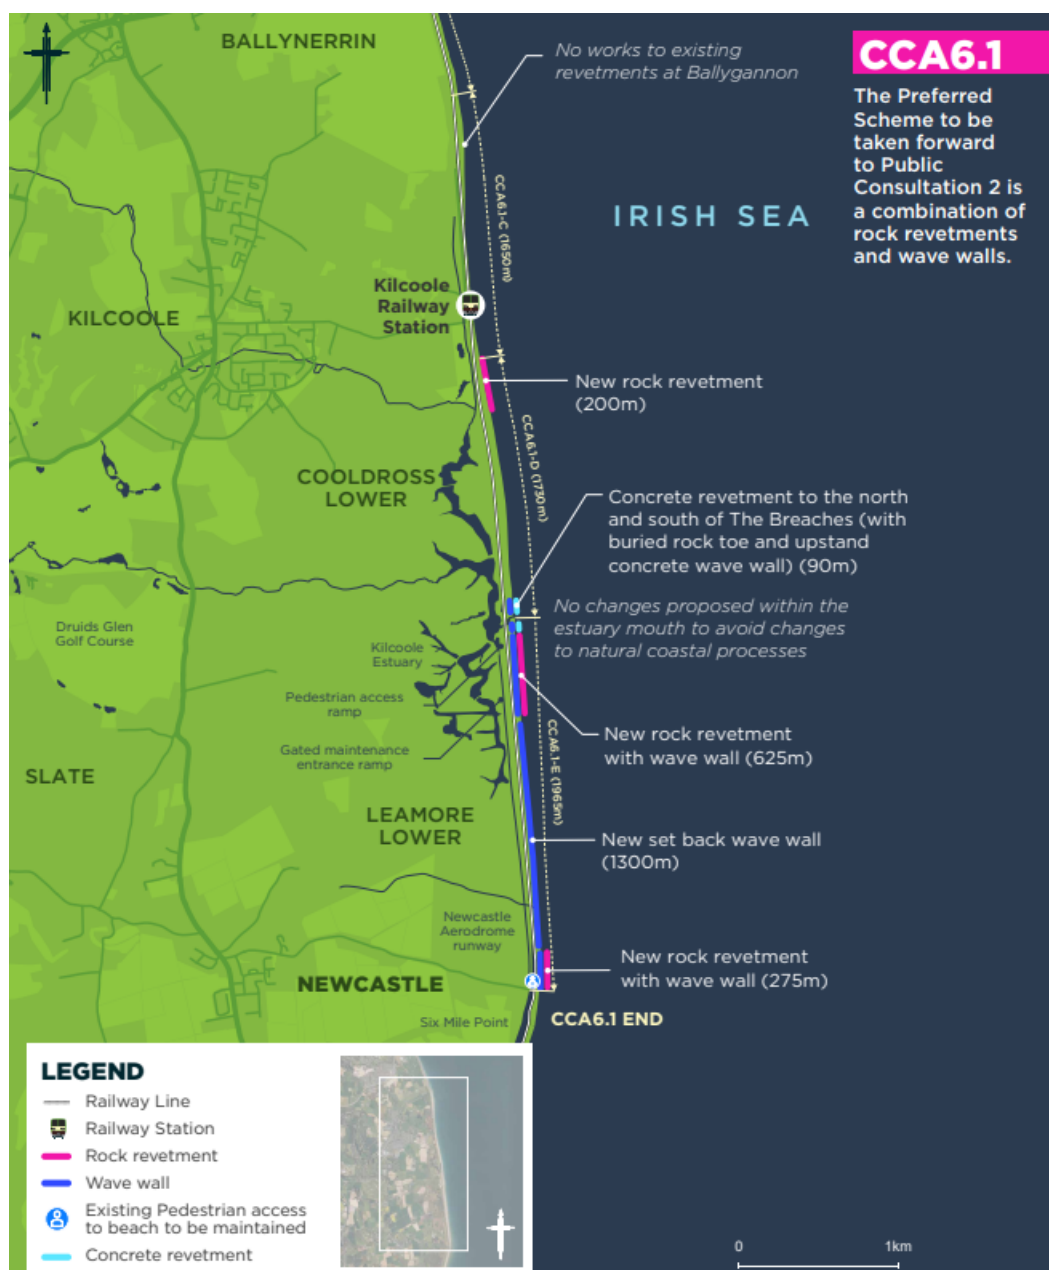 BALLYNERRIN
No works to existing
revetments at Ballygannon
CCA6.1
The Preferred
Scheme to be
taken forward
to Public
Consultation 2 is
a combination of
rock revetments
and wave walls.
IRISH SEA
CCA6.1-C (1650m)
Kilcoole
Railway
Station
KILCOOLE
New rock revetment
(200m)
CCA6.1-D (1730m)
COOLDROSS
LOWER
Concrete revetment to the north
and south of The Breaches (with
buried rock toe and upstand
concrete wave wall) (90m)
No changes proposed within the
estuary mouth to avoid changes
to natural coastal processes
Druids Glen
Golf Course
Kilcoole
Estuary
Pedestrian access
ramp
Gated maintenance
entrance ramp
New rock revetment
with wave wall (625m)
CCA6.1-E (1965m)
SLATE
LEAMORE
LOWER
New set back wave wall
(1300m)
Newcastle
Aerodrome
runway
New rock revetment
with wave wall (275m)
NEWCASTLE
Six Mile Point
CCA6.1 END
LEGEND
Railway Line
Railway Station
Rock revetment
Wave wall
Existing Pedestrian access
to beach to be maintained
Concrete revetment
0 1km